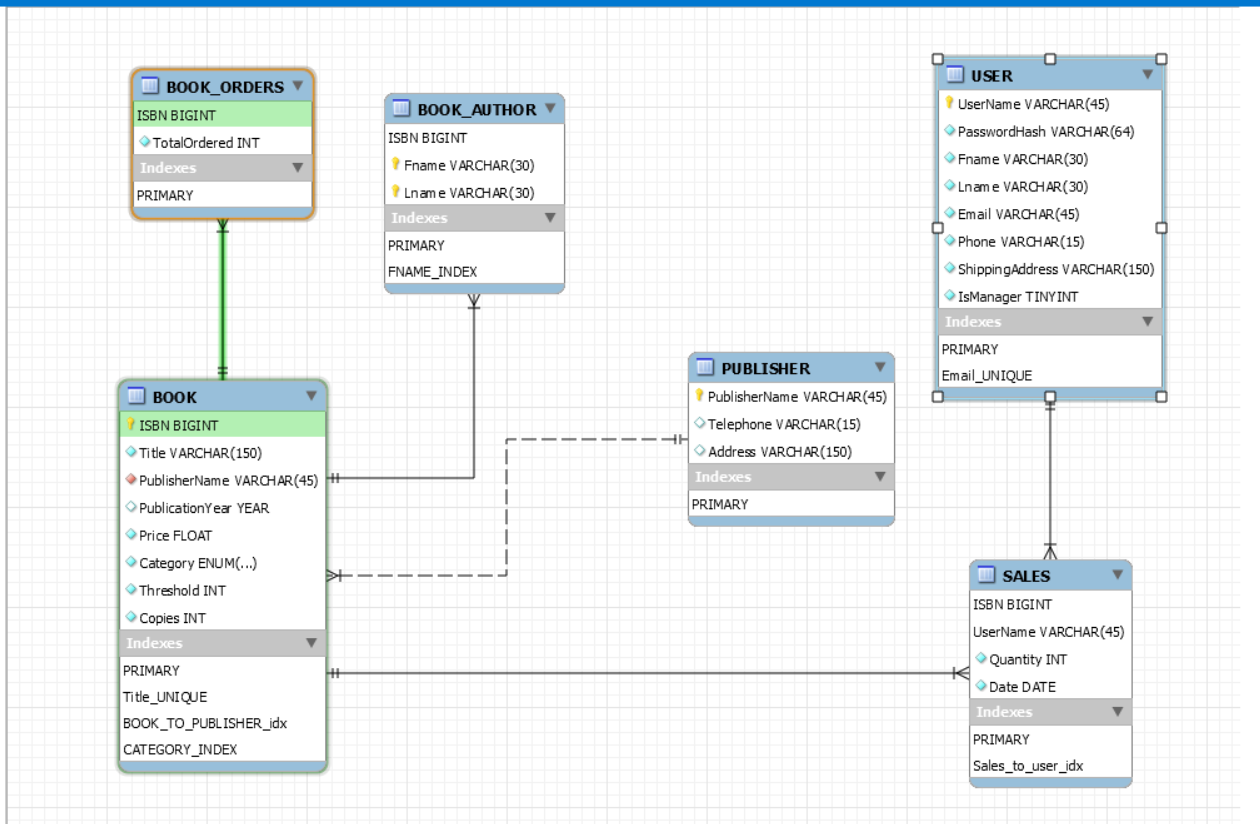 BOOK_ORDERS
ISBN BIGINT
TotalOrdered INT
Indexes
PRIMARY
BOOK_AUTHOR
ISBN BIGINT
Fname VARCHAR(30)
Lname VARCHAR(30)
Indexes
PRIMARY
FNAME_INDEX
USER
UserName VARCHAR(45)
PasswordHash VARCHAR(64)
Fname VARCHAR(30)
Lname VARCHAR(30)
Email VARCHAR(45)
Phone VARCHAR(15)
ShippingAddress VARCHAR(150)
IsManager TINYINT
Indexes
PRIMARY
Email_UNIQUE
BOOK
ISBN BIGINT
Title VARCHAR(150)
PublisherName VARCHAR(45)
PublicationYear YEAR
Price FLOAT
Category ENUM(...)
Threshold INT
Copies INT
Indexes
PRIMARY
Title_UNIQUE
BOOK_TO_PUBLISHER_idx
CATEGORY_INDEX
PUBLISHER
PublisherName VARCHAR(45)
Telephone VARCHAR(15)
Address VARCHAR(150)
Indexes
PRIMARY
SALES
ISBN BIGINT
UserName VARCHAR(45)
Quantity INT
Date DATE
Indexes
PRIMARY
Sales_to_user_idx